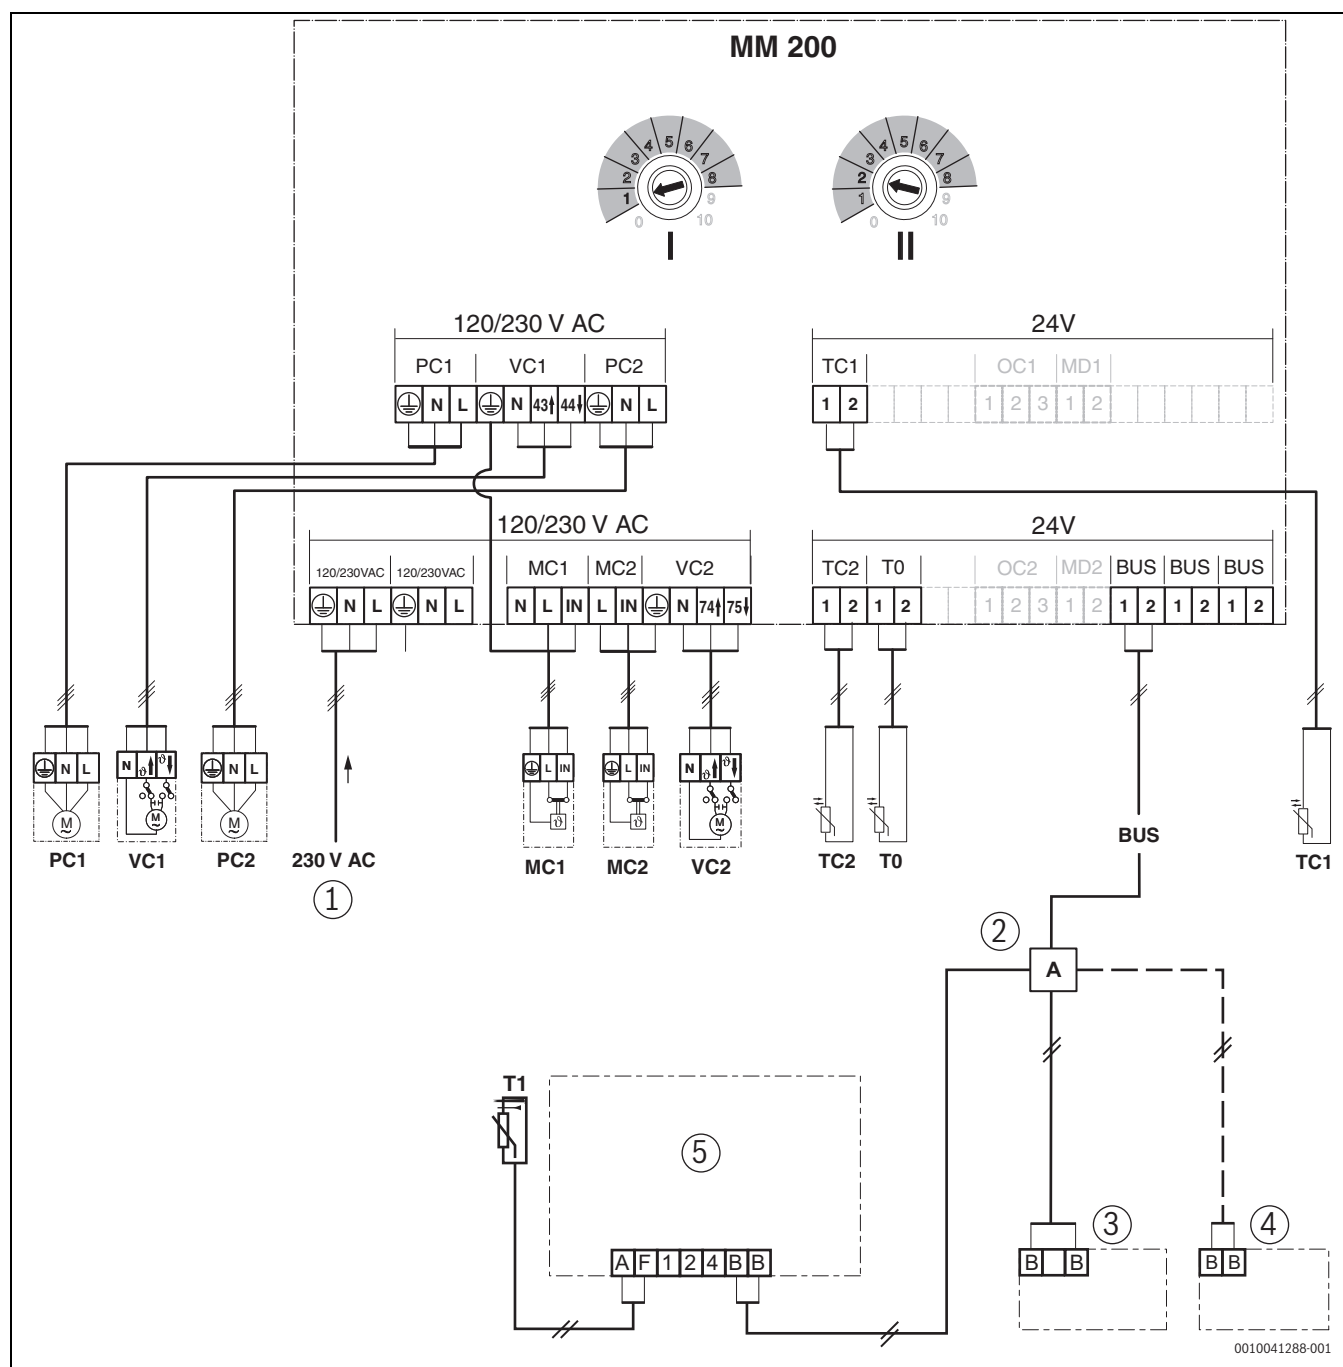 MM 200
4 5 6
3 7
2 8
1 9
0 10
I
4 5 6
3 7
2 8
1 9
0 10
II
120/230 V AC
24V
PC1 VC1 PC2
TC1 OC1 MD1
N L N 43 44 N L
1 2 1 2 3 1 2
120/230 V AC
24V
120/230VAC 120/230VAC MC1 MC2 VC2
TC2 T0 OC2 MD2 BUS BUS BUS
N L N L N L IN L IN N 74 75
1 2 1 2 1 2 3 1 2 1 2 1 2 1 2
N L
N ϑ ϑ
N L
L IN
L IN
N ϑ ϑ
M
M
M
ϑ
ϑ
M
PC1 VC1 PC2 230 V AC MC1 MC2 VC2 TC2 T0 BUS TC1
1
2
A
T1
5
3
4
A F 1 2 4 B B
B B
B B
0010041288-001